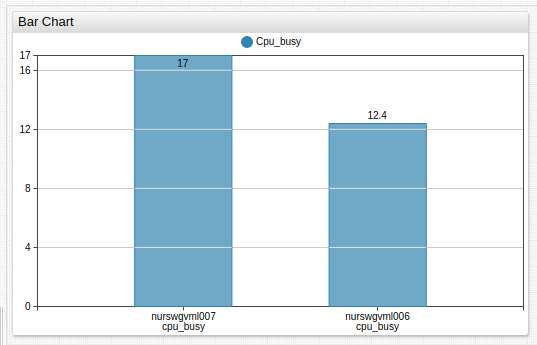 Bar Chart
Cpu_busy
17
16
12
8
4
0
17
12.4
nurswgvml007
cpu_busy
nurswgvml006
cpu_busy